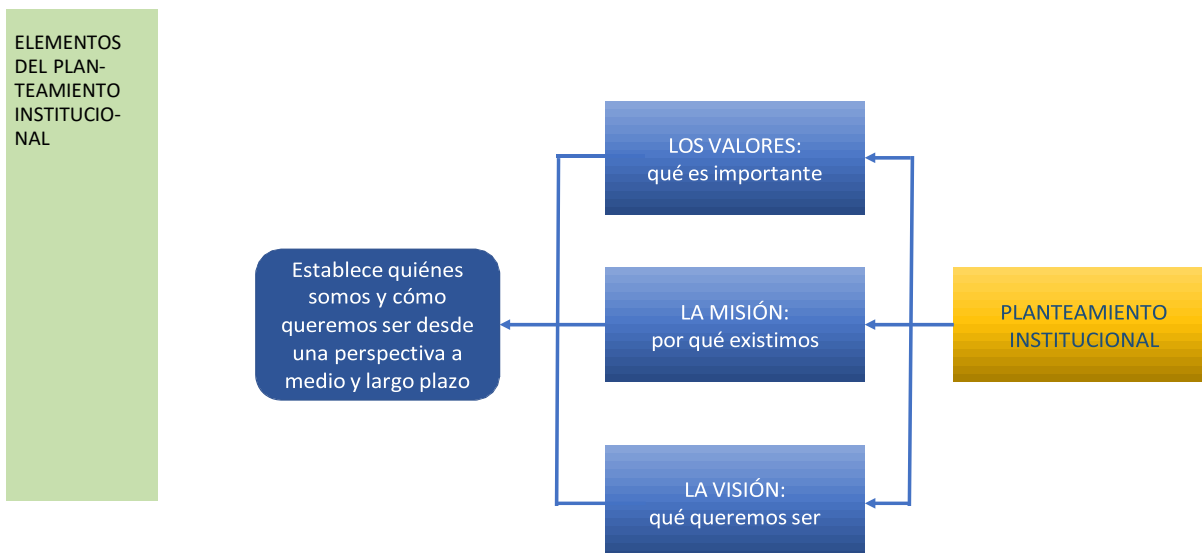 ELEMENTOS
DEL PLAN-
TEAMIENTO
INSTITUCIO-
NAL
LOS VALORES:
qué es importante
Establece quiénes
somos y cómo
queremos ser desde
una perspectiva a
medio y largo plazo
LA MISIÓN:
por qué existimos
PLANTEAMIENTO
INSTITUCIONAL
LA VISIÓN:
qué queremos ser